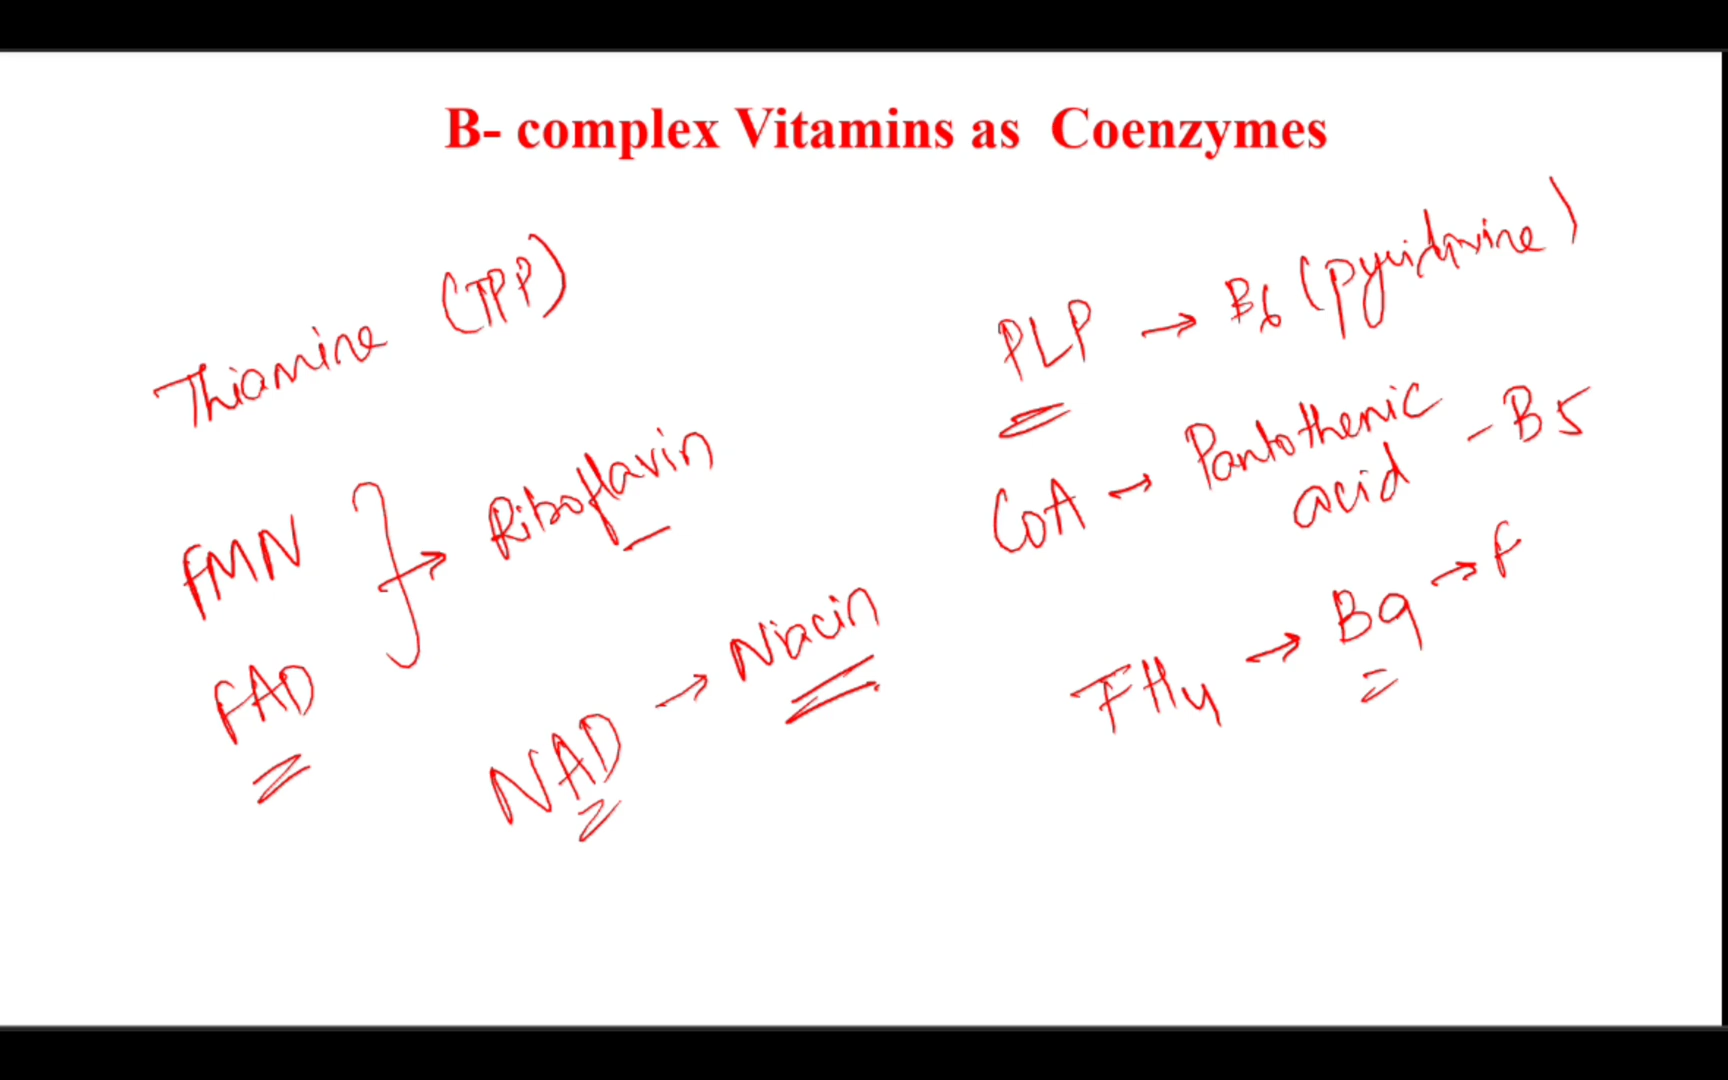 B- complex Vitamins as Coenzymes
Thiamine (TPP)
FMN
FAD
} → Riboflavin
NAD → Niacin
PLP → B6 (pyridoxine)
CoA → Pantothenic acid - B5
FH4 → B9 → F